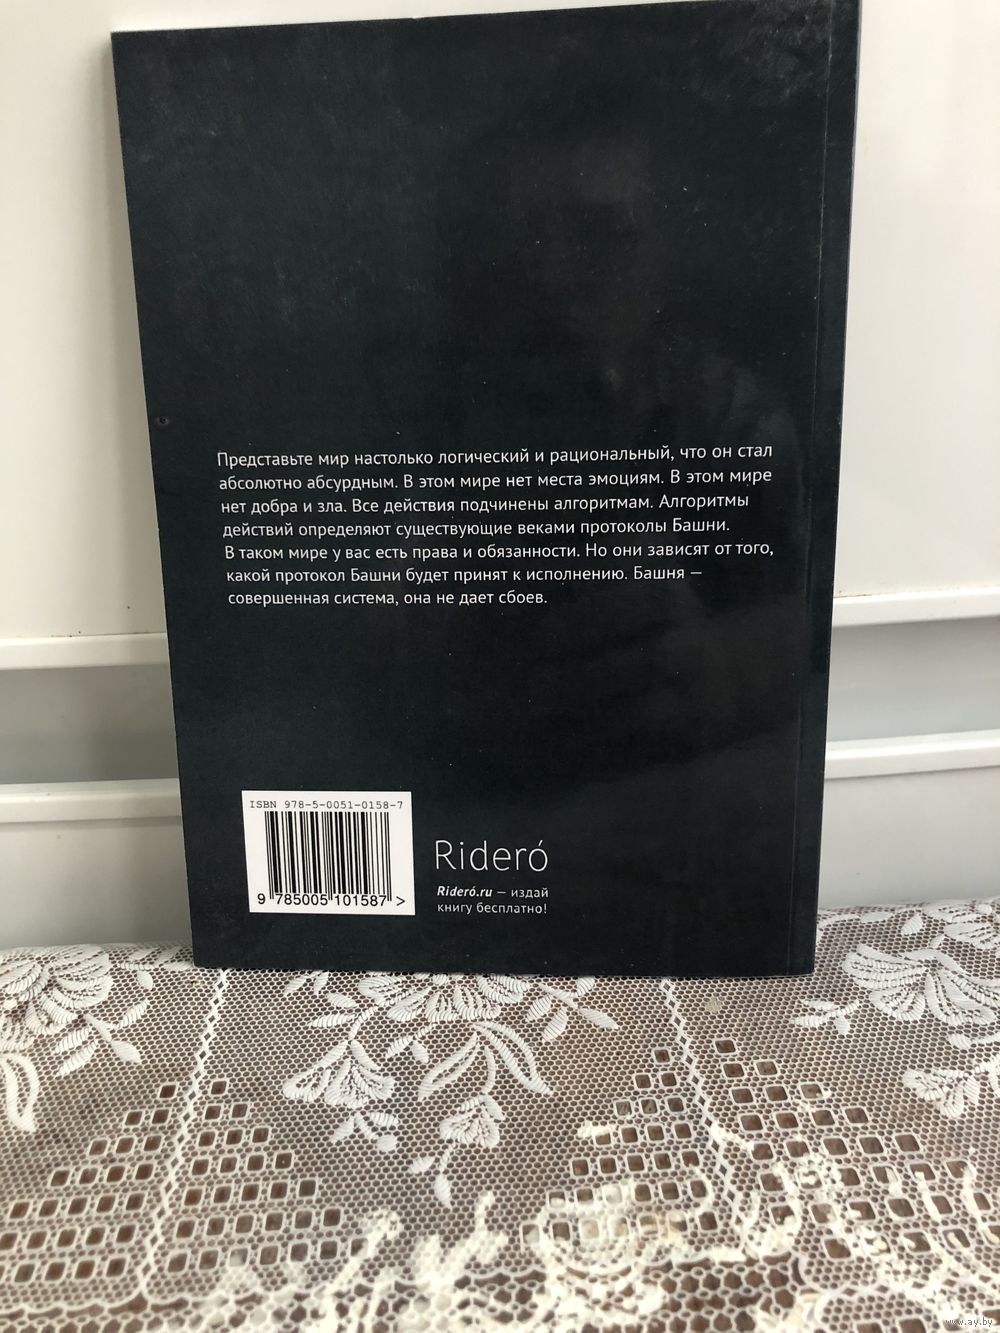 Представьте мир настолько логический и рациональный, что он стал
абсолютно абсурдным. В этом мире нет места эмоциям. В этом мире
нет добра и зла. Все действия подчинены алгоритмам. Алгоритмы
действий определяют существующие веками протоколы Башни.
В таком мире у вас есть права и обязанности. Но они зависят от того,
какой протокол Башни будет принят к исполнению. Башня —
совершенная система, она не дает сбоев.
ISBN 978-5-0051-0158-7
9 785005 101587 >
Rideró
Rideró.ru — издай
книгу бесплатно!
www.ay.by